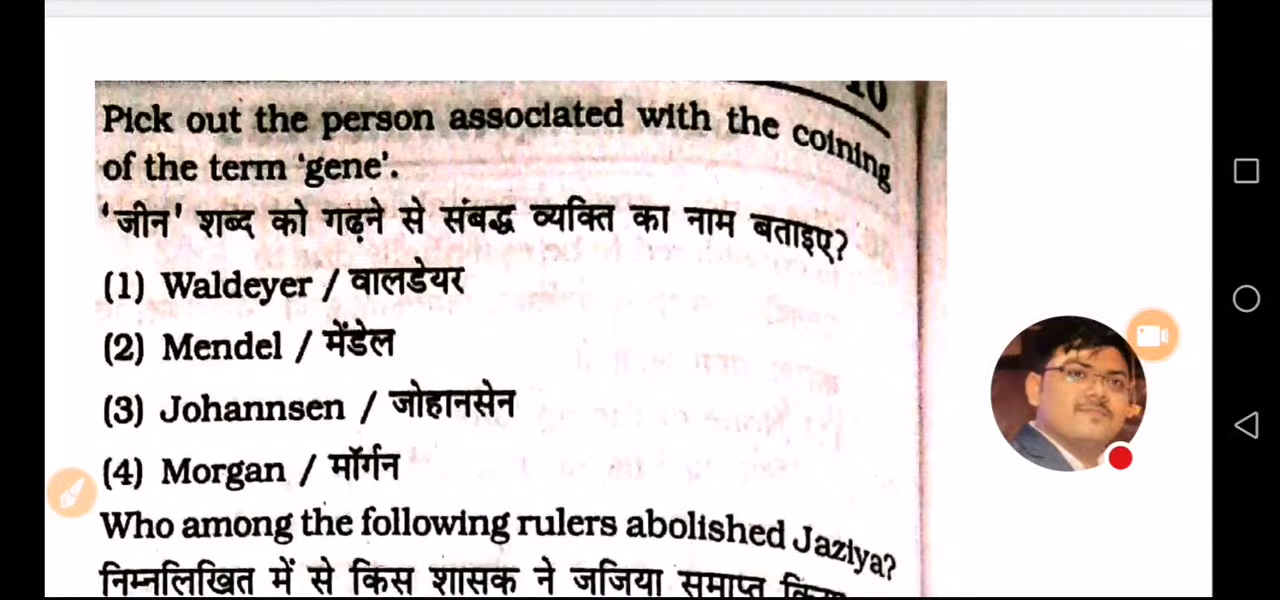 10
Pick out the person associated with the coining
of the term 'gene'.
'जीन' शब्द को गढ़ने से संबद्ध व्यक्ति का नाम बताइए?
(1) Waldeyer / वालडेयर
(2) Mendel / मेंडेल
(3) Johannsen / जोहानसेन
(4) Morgan / मॉर्गन
Who among the following rulers abolished Jaziya?
निम्नलिखित में से किस शासक ने जजिया समाप्त